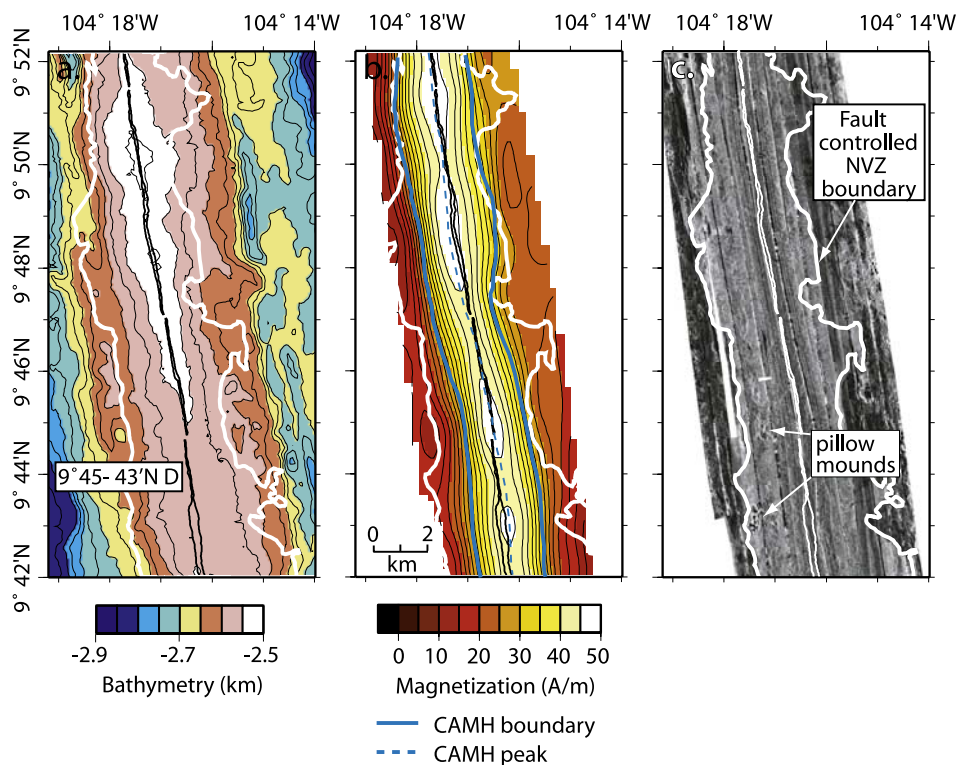 104° 18'W
104° 14'W
104° 18'W
104° 14'W
104° 18'W
104° 14'W
9° 52'N
9° 50'N
9° 48'N
9° 46'N
9° 44'N
9° 42'N
a.
b.
c.
Fault
controlled
NVZ
boundary
pillow
mounds
9°45- 43'N D
0 2
km
-2.9 -2.7 -2.5
Bathymetry (km)
0 10 20 30 40 50
Magnetization (A/m)
CAMH boundary
CAMH peak